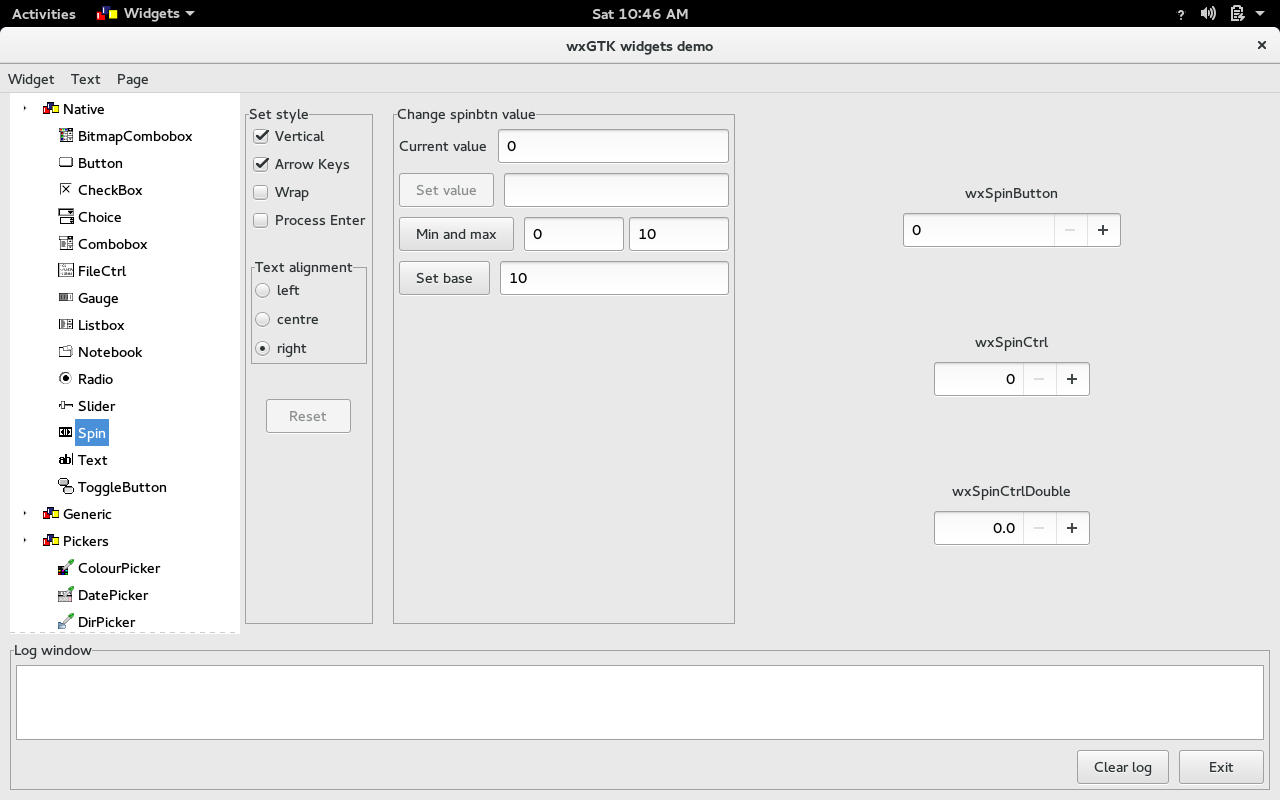 Activities Widgets Sat 10:46 AM ?
wxGTK widgets demo ×
Widget Text Page
Native
BitmapCombobox
Button
CheckBox
Choice
Combobox
FileCtrl
Gauge
Listbox
Notebook
Radio
Slider
Spin
Text
ToggleButton
Generic
Pickers
ColourPicker
DatePicker
DirPicker
Set style
Vertical
Arrow Keys
Wrap
Process Enter
Text alignment
left
centre
right
Reset
Change spinbtn value
Current value 0
Set value
Min and max 0 10
Set base 10
wxSpinButton
0 − +
wxSpinCtrl
0 − +
wxSpinCtrlDouble
0.0 − +
Log window
Clear log Exit